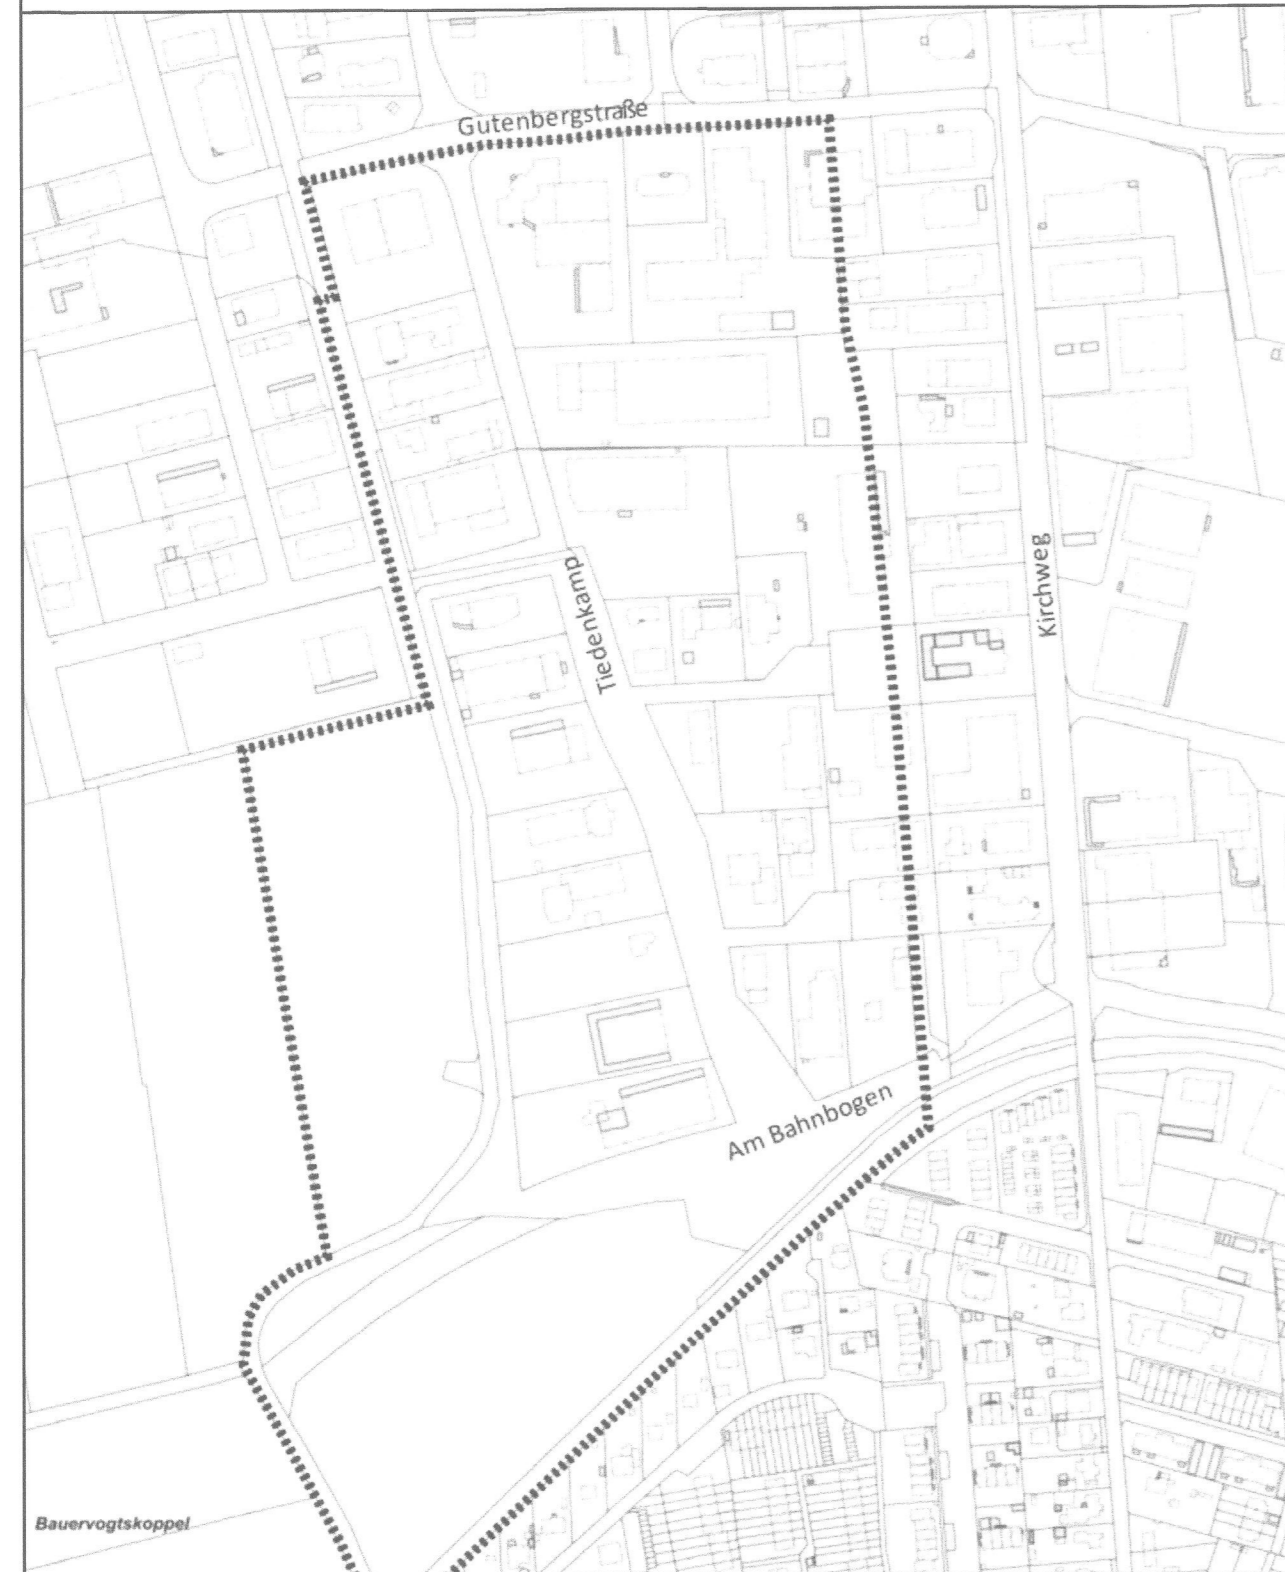 Gutenbergstraße
Tiedenkamp
Kirchweg
Am Bahnbogen
Bauervogtskoppel